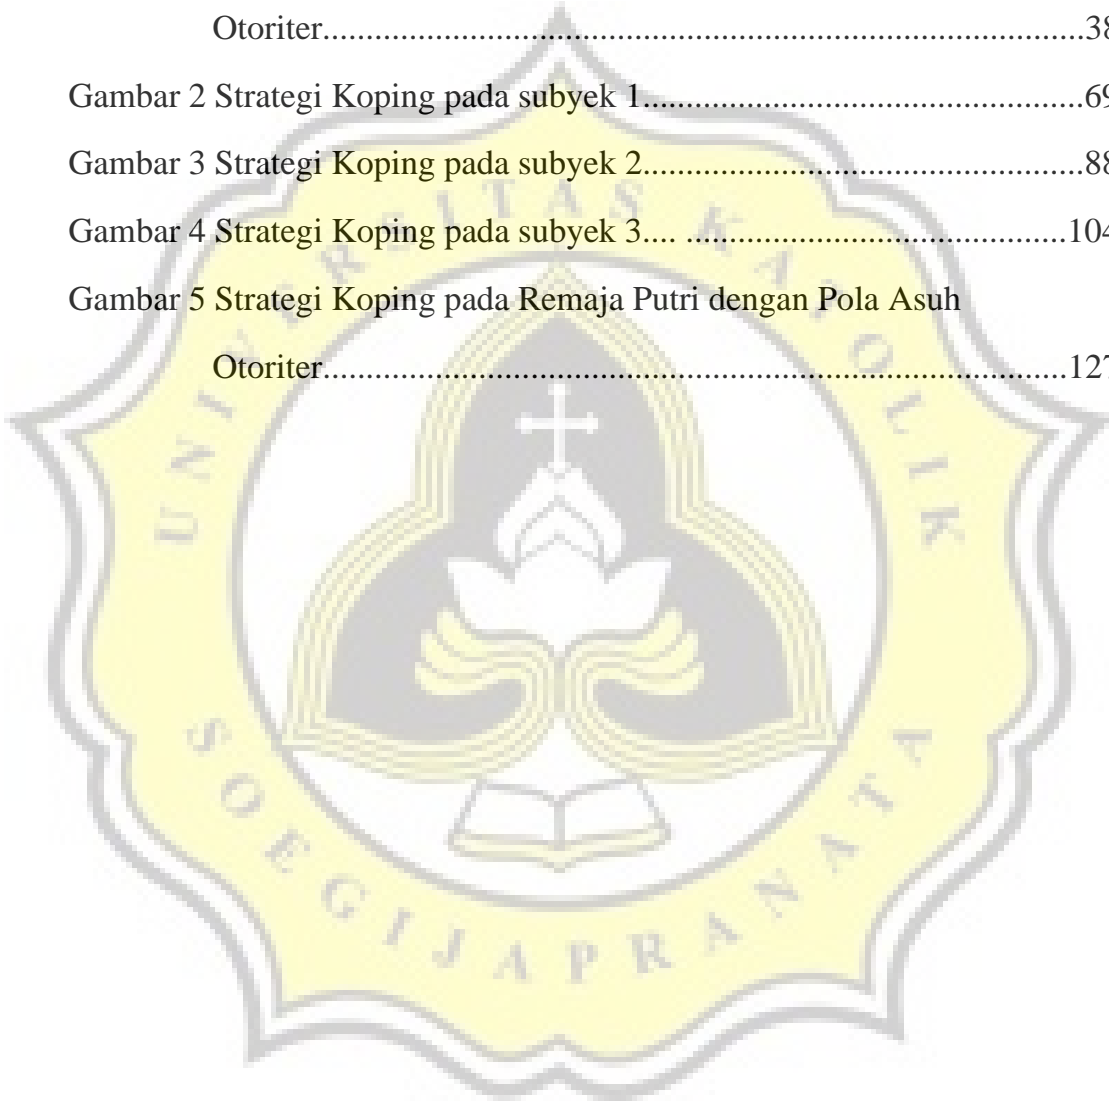 Otoriter...........................................................................................38
Gambar 2 Strategi Koping pada subyek 1.....................................................69
Gambar 3 Strategi Koping pada subyek 2.....................................................88
Gambar 4 Strategi Koping pada subyek 3.... ..............................................104
Gambar 5 Strategi Koping pada Remaja Putri dengan Pola Asuh
Otoriter.........................................................................................127
UNIVERSITAS KATOLIK
SOEGIJAPRANATA